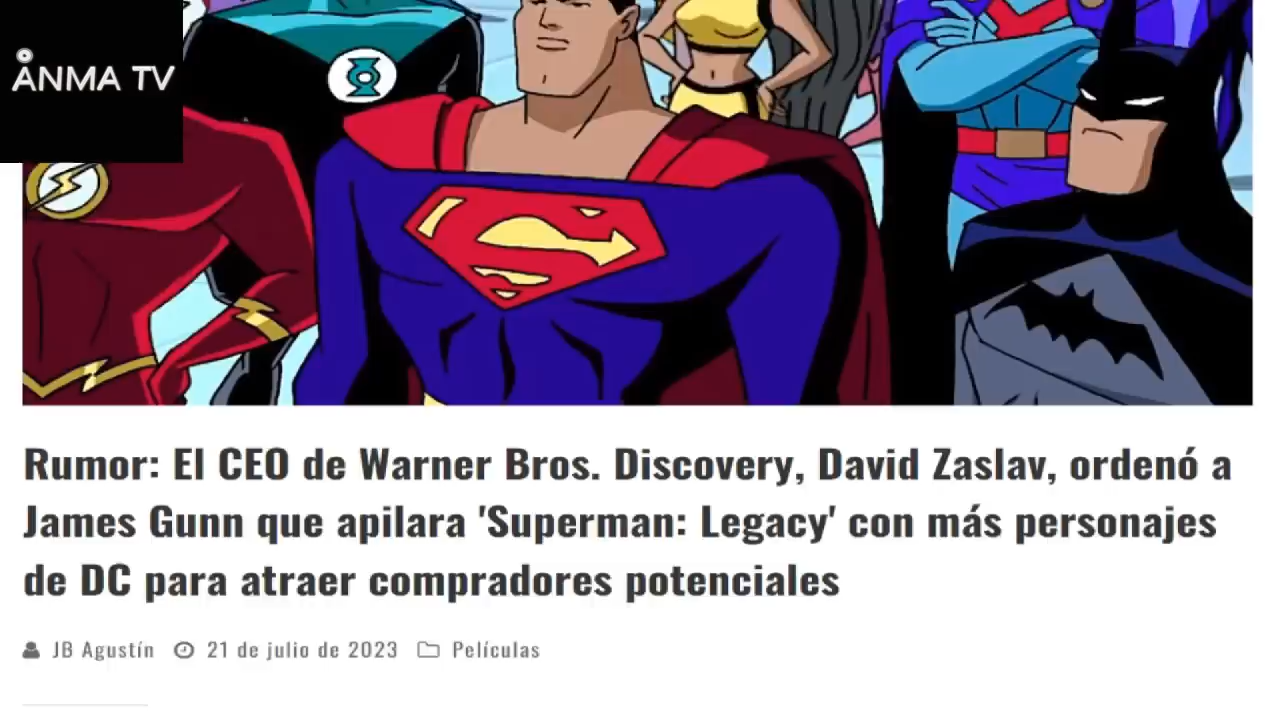 ANMA TV
Rumor: El CEO de Warner Bros. Discovery, David Zaslav, ordenó a
James Gunn que apilara 'Superman: Legacy' con más personajes
de DC para atraer compradores potenciales
JB Agustín 21 de julio de 2023 Películas